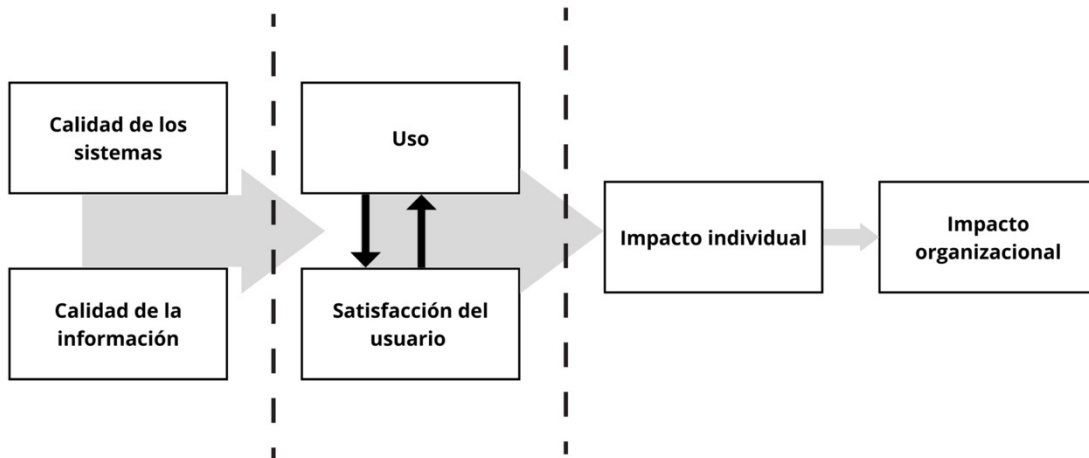 Calidad de los
sistemas
Uso
Impacto individual
Impacto
organizacional
Calidad de la
información
Satisfacción del
usuario